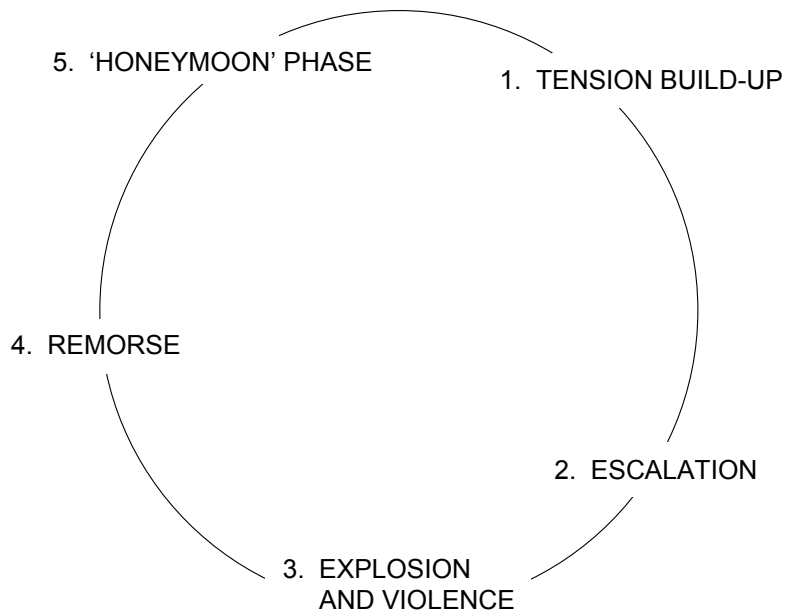 5. ‘HONEYMOON’ PHASE
1. TENSION BUILD-UP
4. REMORSE
2. ESCALATION
3. EXPLOSION
AND VIOLENCE